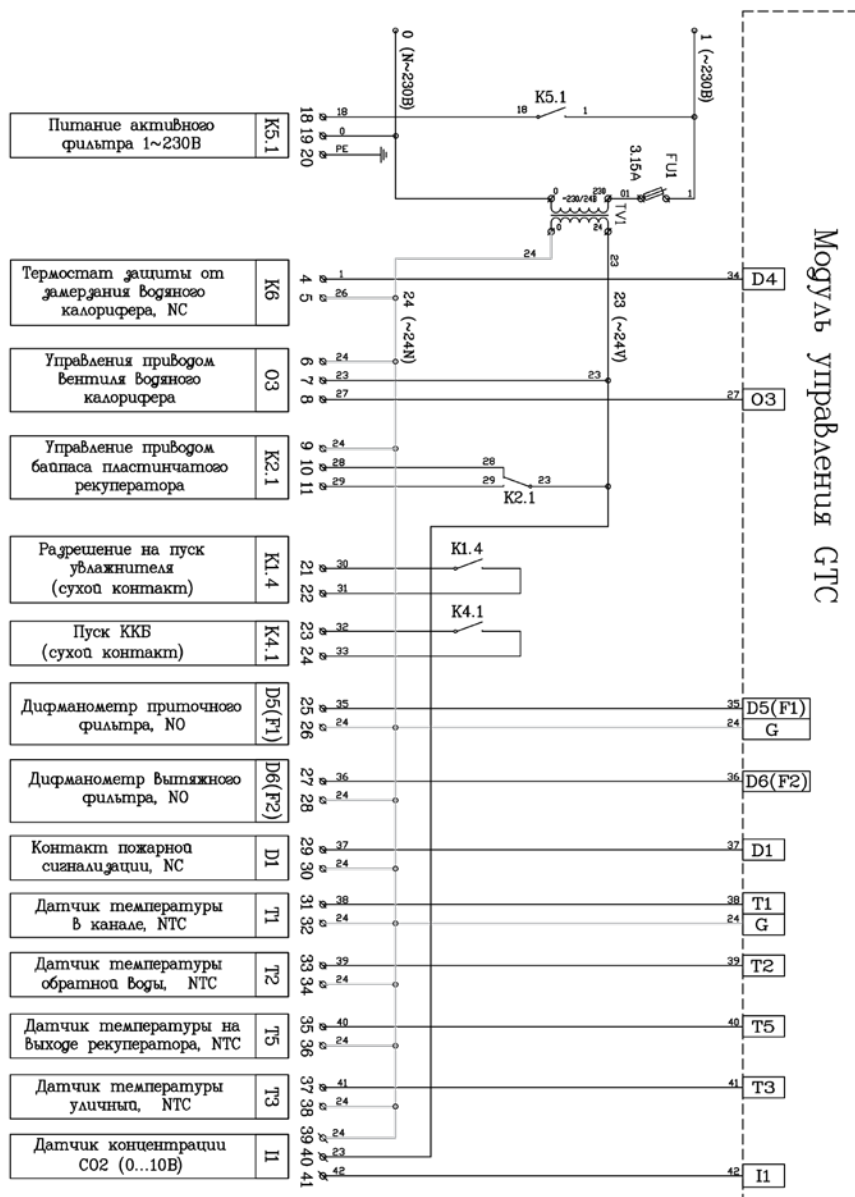 0 (N~230В)
1 (~230В)
Модуль управления GTC
K5.1
18
1
FU1
3.15А
1
01
230
0
~230/24В
TV1
0
24
24
23
24 (~24N)
23 (~24V)
Питание активного
фильтра 1~230В
K5.1
18
18
19
0
20
PE
Термостат защиты от
замерзания водяного
калорифера, NC
K6
4
1
5
26
34
D4
Управления приводом
вентиля водяного
калорифера
O3
6
24
7
23
8
27
23
27
O3
Управление приводом
байпаса пластинчатого
рекуператора
K2.1
9
24
10
28
11
29
28
29
23
K2.1
Разрешение на пуск
увлажнителя
(сухой контакт)
K1.4
21
30
22
31
K1.4
Пуск ККБ
(сухой контакт)
K4.1
23
32
24
33
K4.1
Дифманометр приточного
фильтра, NO
D5(F1)
25
35
26
24
35
D5(F1)
24
G
Дифманометр вытяжного
фильтра, NO
D6(F2)
27
36
28
24
36
D6(F2)
Контакт пожарной
сигнализации, NC
D1
29
37
30
24
37
D1
Датчик температуры
в канале, NTC
T1
31
38
32
24
38
T1
24
G
Датчик температуры
обратной воды, NTC
T2
33
39
34
24
39
T2
Датчик температуры на
выходе рекуператора, NTC
T5
35
40
36
24
40
T5
Датчик температуры
уличный, NTC
T3
37
41
38
24
41
T3
Датчик концентрации
CO2 (0...10В)
I1
39
24
40
23
41
42
42
I1